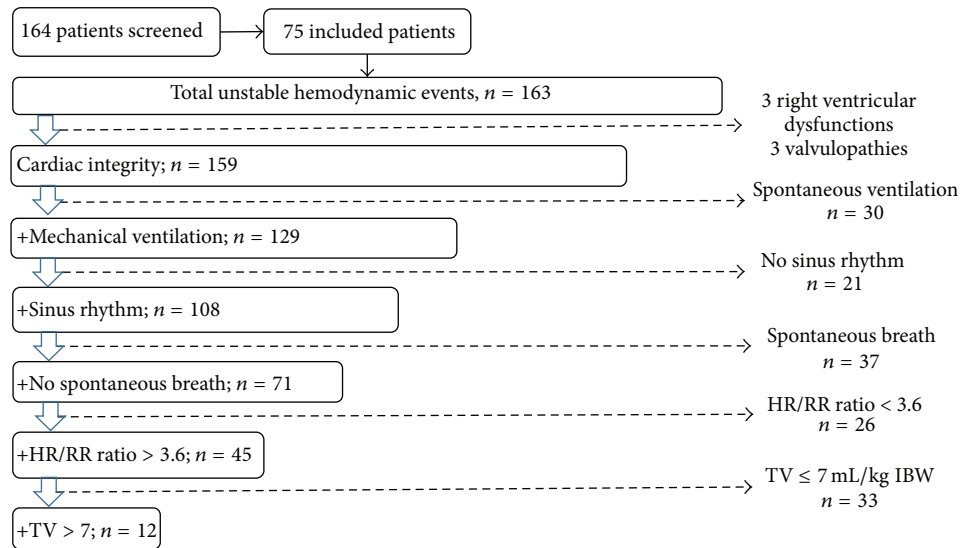 164 patients screened
75 included patients
Total unstable hemodynamic events, n = 163
3 right ventricular
dysfunctions
3 valvulopathies
Cardiac integrity; n = 159
Spontaneous ventilation
n = 30
+Mechanical ventilation; n = 129
No sinus rhythm
n = 21
+Sinus rhythm; n = 108
Spontaneous breath
n = 37
+No spontaneous breath; n = 71
HR/RR ratio < 3.6
n = 26
+HR/RR ratio > 3.6; n = 45
TV ≤ 7 mL/kg IBW
n = 33
+TV > 7; n = 12